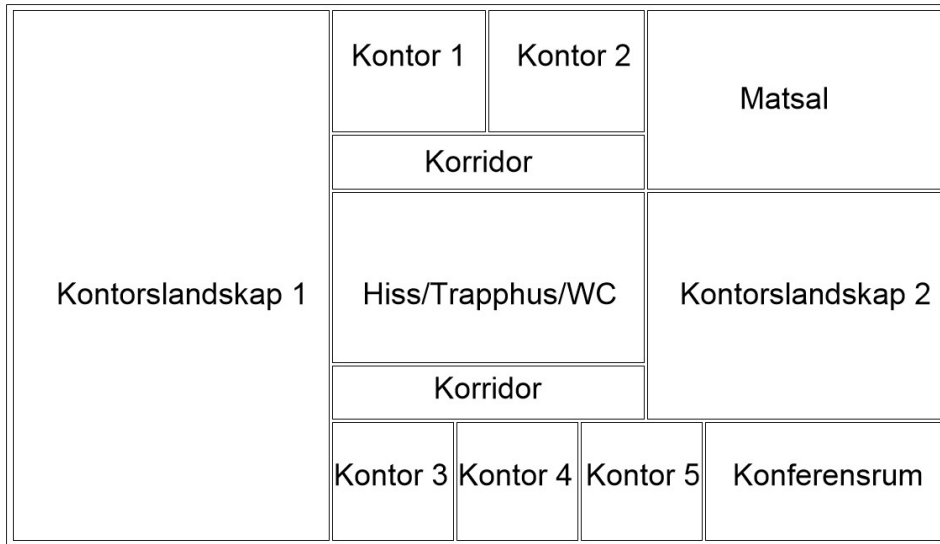 Kontor 1
Kontor 2
Matsal
Korridor
Kontorslandskap 1
Hiss/Trapphus/WC
Kontorslandskap 2
Korridor
Kontor 3
Kontor 4
Kontor 5
Konferensrum